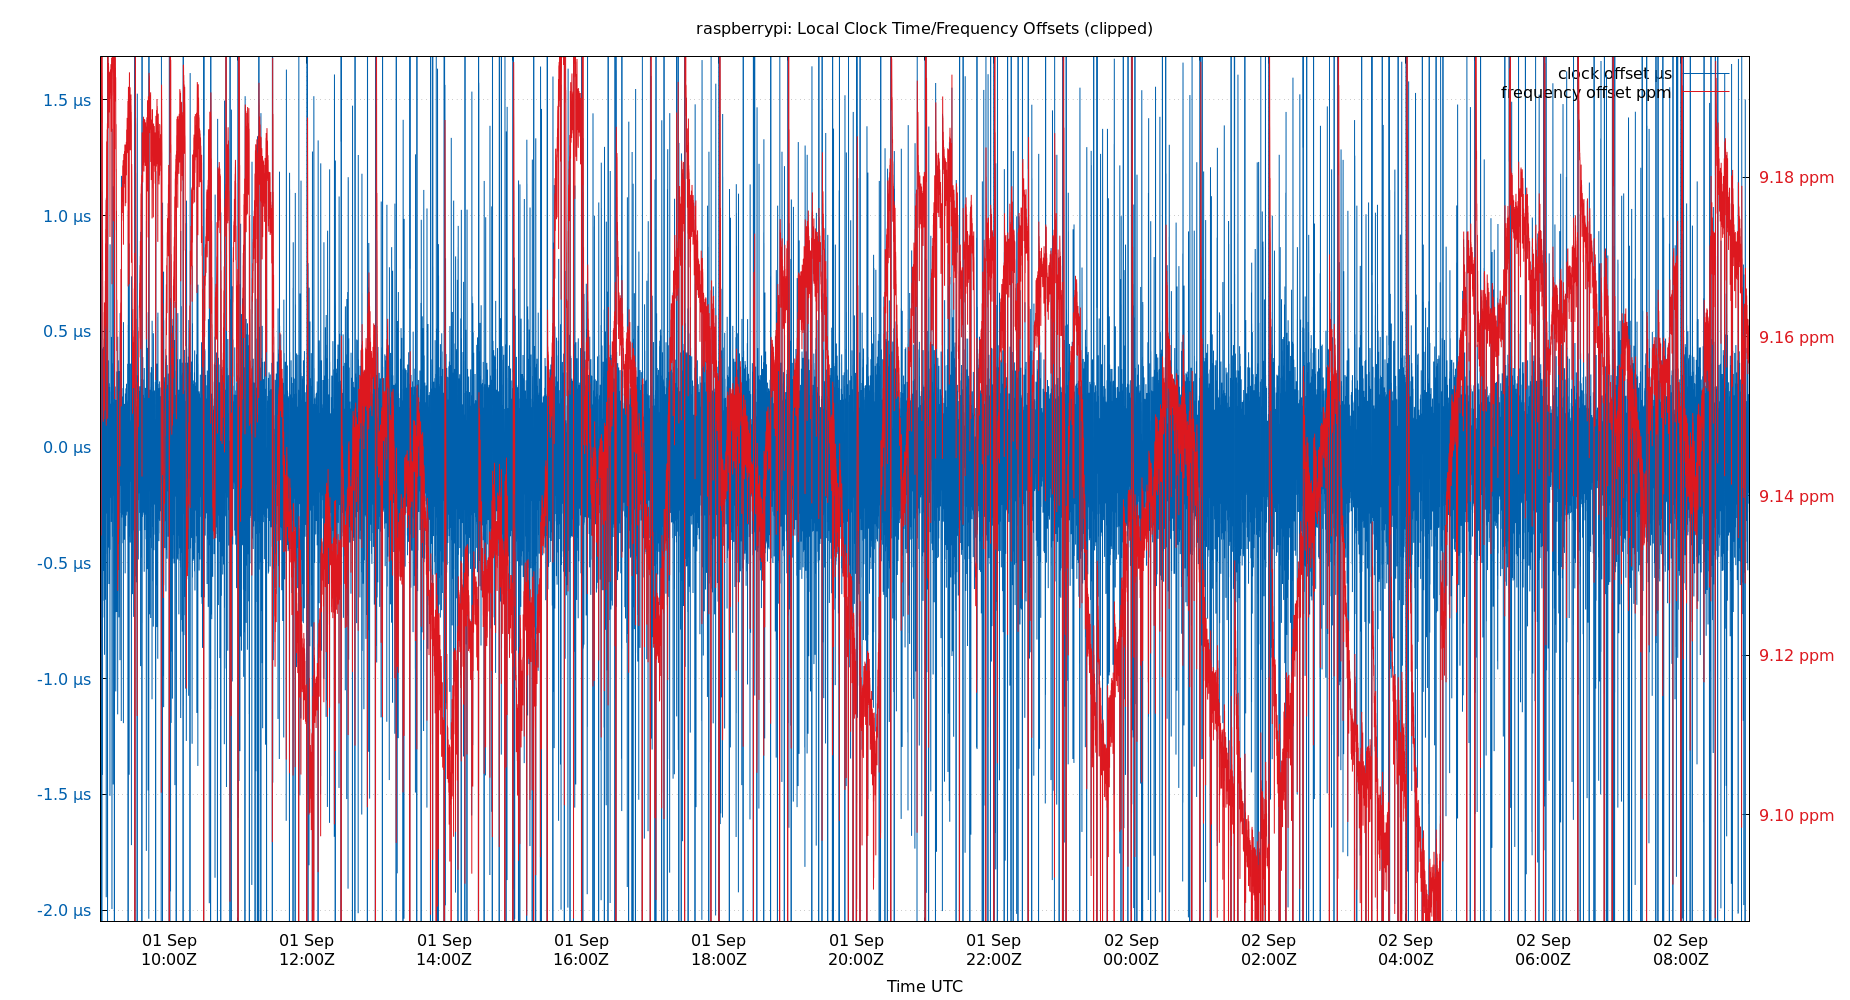 raspberrypi: Local Clock Time/Frequency Offsets (clipped)
clock offset µs
frequency offset ppm
1.5 µs
1.0 µs
0.5 µs
0.0 µs
-0.5 µs
-1.0 µs
-1.5 µs
-2.0 µs
9.18 ppm
9.16 ppm
9.14 ppm
9.12 ppm
9.10 ppm
01 Sep 01 Sep 01 Sep 01 Sep 01 Sep 01 Sep 01 Sep 02 Sep 02 Sep 02 Sep 02 Sep 02 Sep
10:00Z 12:00Z 14:00Z 16:00Z 18:00Z 20:00Z 22:00Z 00:00Z 02:00Z 04:00Z 06:00Z 08:00Z
Time UTC